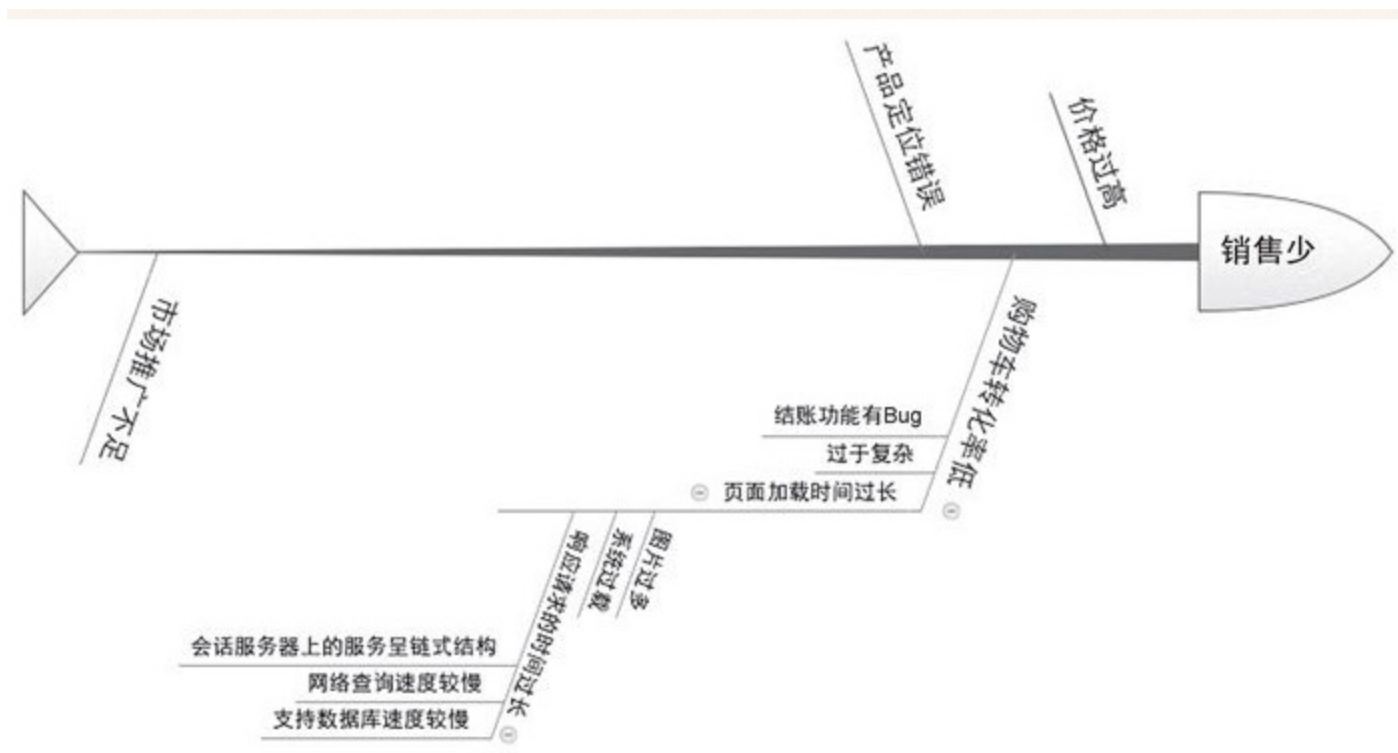 产品定位错误
价格过高
销售少
市场推广不足
购物车转化率低
结账功能有Bug
过于复杂
页面加载时间过长
图片过多
系统过载
响应请求的时间过长
会话服务器上的服务呈链式结构
网络查询速度较慢
支持数据库速度较慢